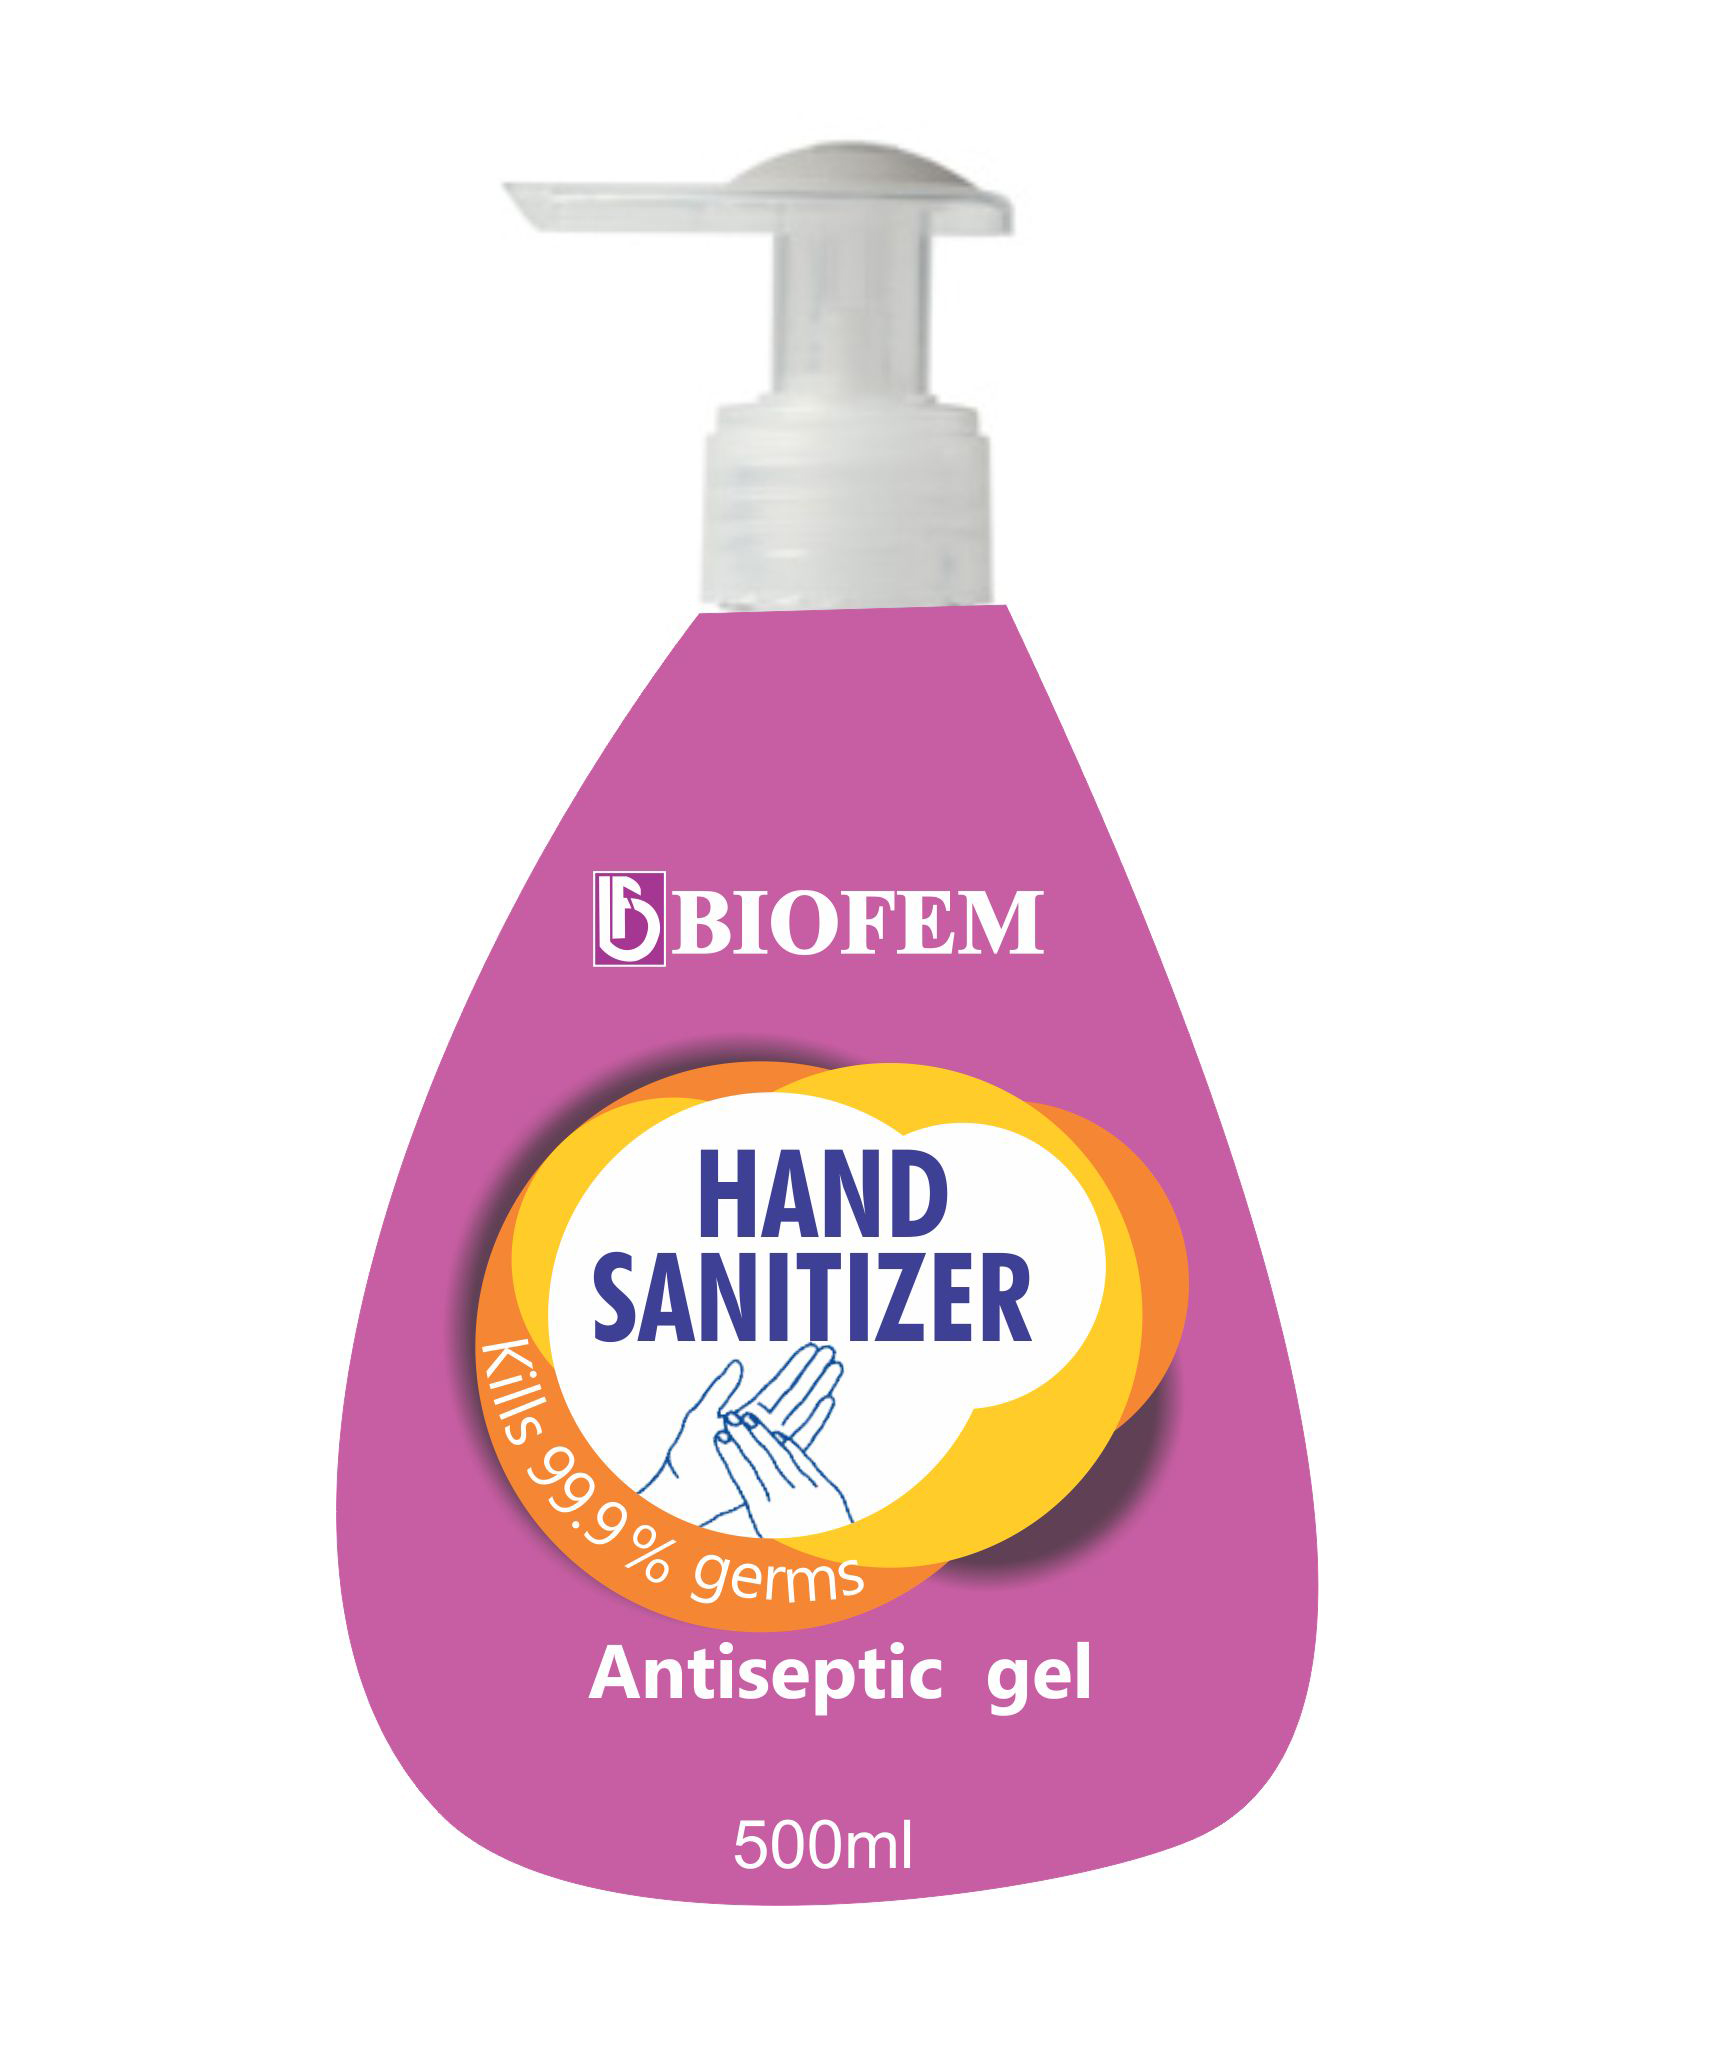 BIOFEM
HAND
SANITIZER
Kills 99.9% germs
Antiseptic gel
500ml